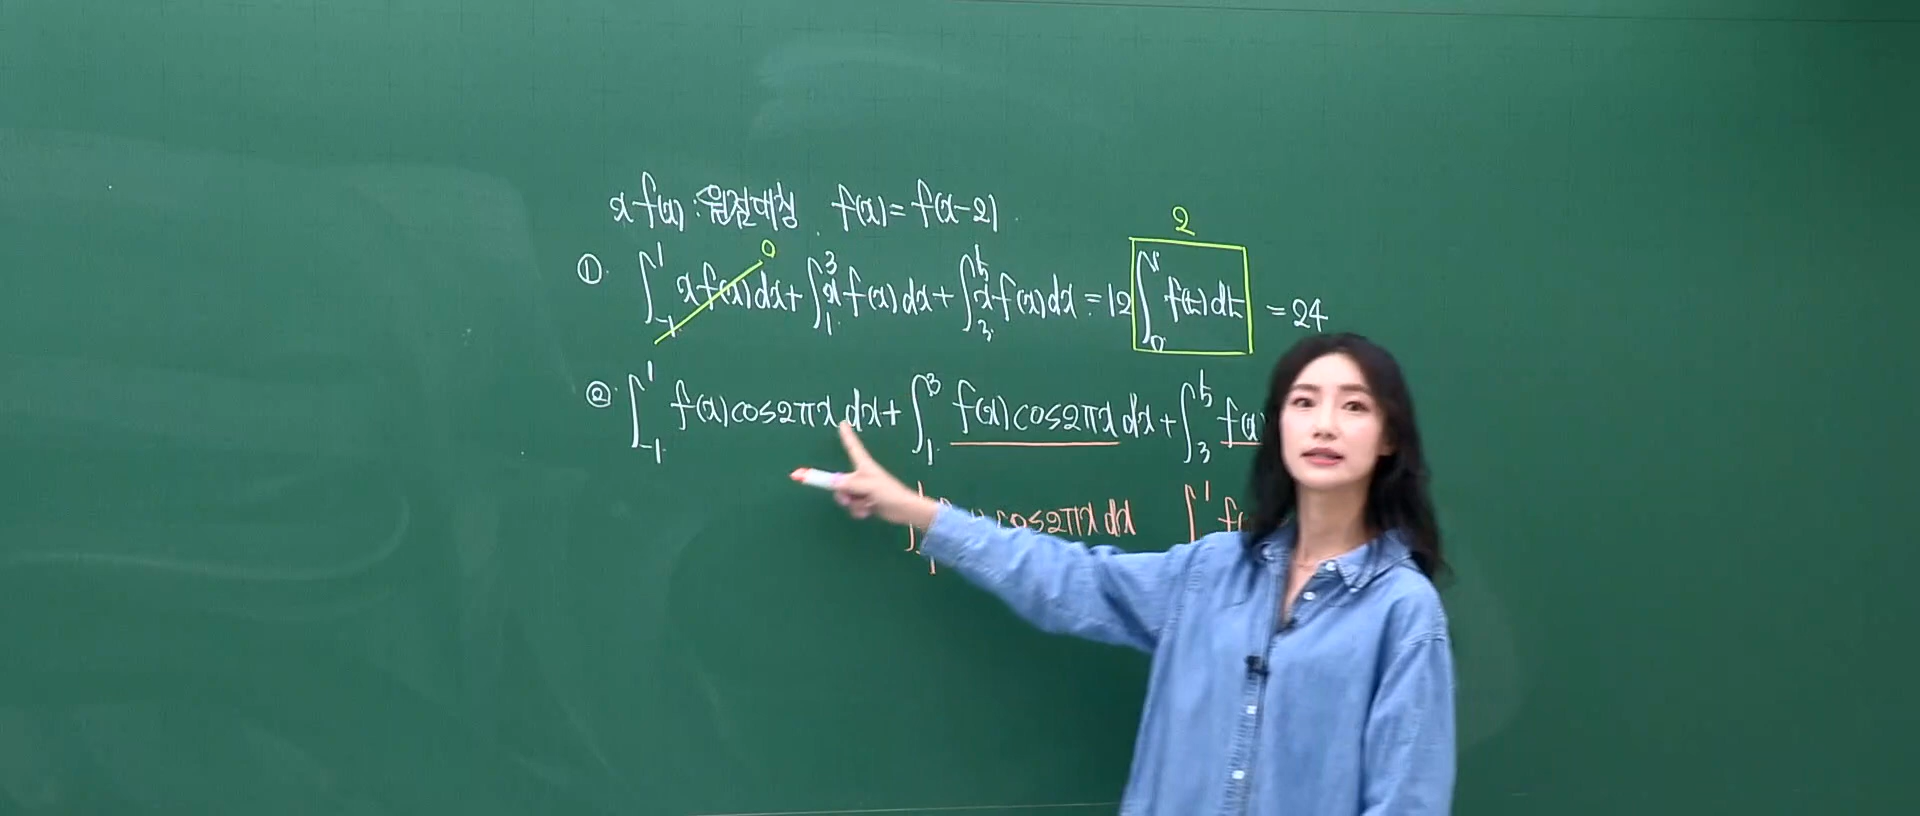 xf(x) : 원점대칭. f(x) = f(x-2)
① ∫_{-1}^{1} xf(x)dx + ∫_{1}^{3} xf(x)dx + ∫_{3}^{5} xf(x)dx = 12 ∫_{0}^{1} f(t)dt = 24
0
2
② ∫_{-1}^{1} f(x)cos2πx dx + ∫_{1}^{3} f(x)cos2πx dx + ∫_{3}^{5} f(x)
cos2πx dx ∫^{1} f(